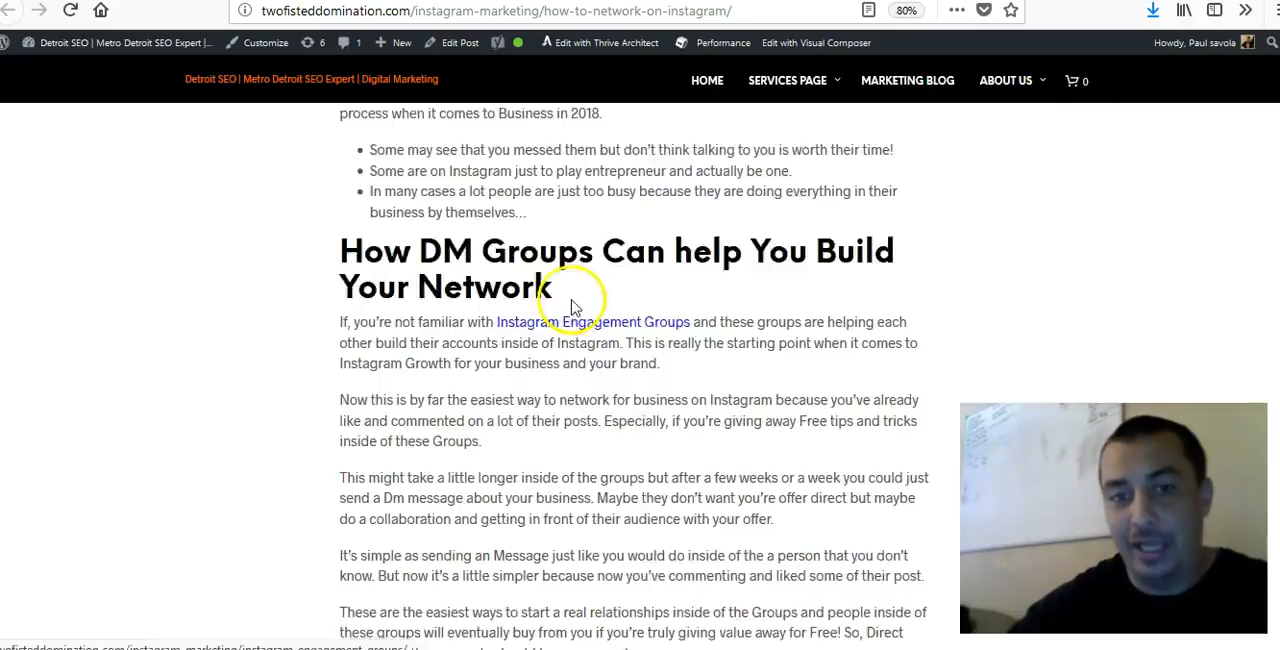 twofisteddomination.com/instagram-marketing/how-to-network-on-instagram/
80%
Detroit SEO | Metro Detroit SEO Expert |...
Customize
6
1
New
Edit Post
Edit with Thrive Architect
Performance
Edit with Visual Composer
Howdy, Paul savola
Detroit SEO | Metro Detroit SEO Expert | Digital Marketing
HOME
SERVICES PAGE
MARKETING BLOG
ABOUT US
0
process when it comes to Business in 2018.
Some may see that you messed them but don't think talking to you is worth their time!
Some are on Instagram just to play entrepreneur and actually be one.
In many cases a lot people are just too busy because they are doing everything in their
business by themselves...
How DM Groups Can help You Build
Your Network
If, you're not familiar with Instagram Engagement Groups and these groups are helping each
other build their accounts inside of Instagram. This is really the starting point when it comes to
Instagram Growth for your business and your brand.
Now this is by far the easiest way to network for business on Instagram because you've already
like and commented on a lot of their posts. Especially, if you're giving away Free tips and tricks
inside of these Groups.
This might take a little longer inside of the groups but after a few weeks or a week you could just
send a Dm message about your business. Maybe they don't want you're offer direct but maybe
do a collaboration and getting in front of their audience with your offer.
It's simple as sending an Message just like you would do inside of the a person that you don't
know. But now it's a little simpler because now you've commenting and liked some of their post.
These are the easiest ways to start a real relationships inside of the Groups and people inside of
these groups will eventually buy from you if you're truly giving value away for Free! So, Direct